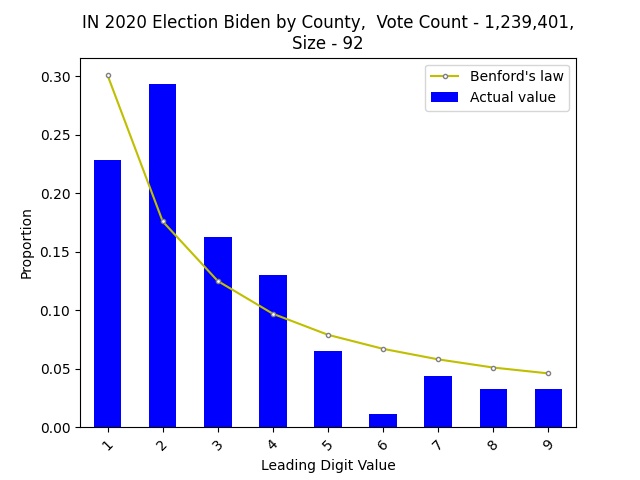 IN 2020 Election Biden by County,  Vote Count - 1,239,401,
Size - 92
Benford's law
Actual value
Proportion
0.30
0.25
0.20
0.15
0.10
0.05
0.00
1 2 3 4 5 6 7 8 9
Leading Digit Value